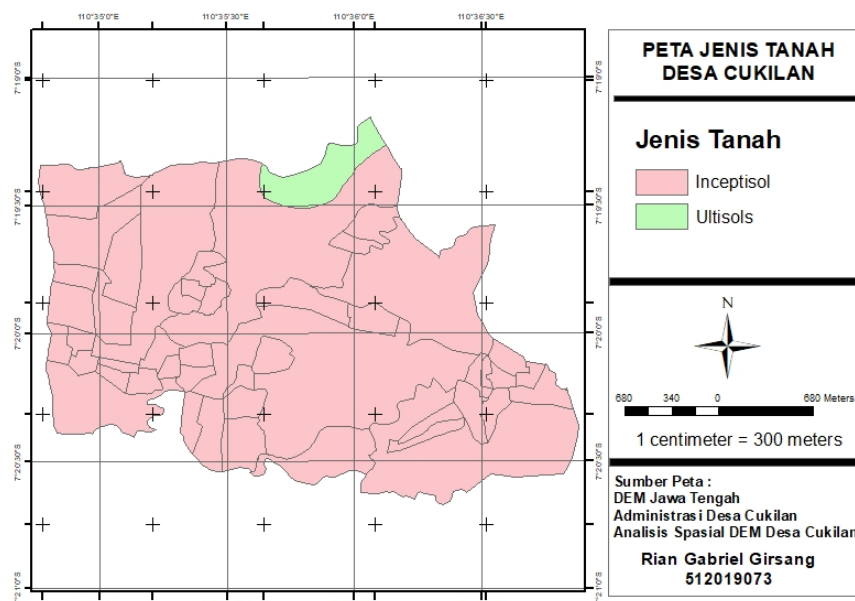 110°35'0"E 110°35'30"E 110°36'0"E 110°36'30"E
7°19'0"S 7°19'0"S
7°19'30"S 7°19'30"S
7°20'0"S 7°20'0"S
7°20'30"S 7°20'30"S
7°21'0"S 7°21'0"S
PETA JENIS TANAH
DESA CUKILAN
Jenis Tanah
Inceptisol
Ultisols
N
680 340 0 680 Meters
1 centimeter = 300 meters
Sumber Peta :
DEM Jawa Tengah
Administrasi Desa Cukilan
Analisis Spasial DEM Desa Cukilan
Rian Gabriel Girsang
512019073